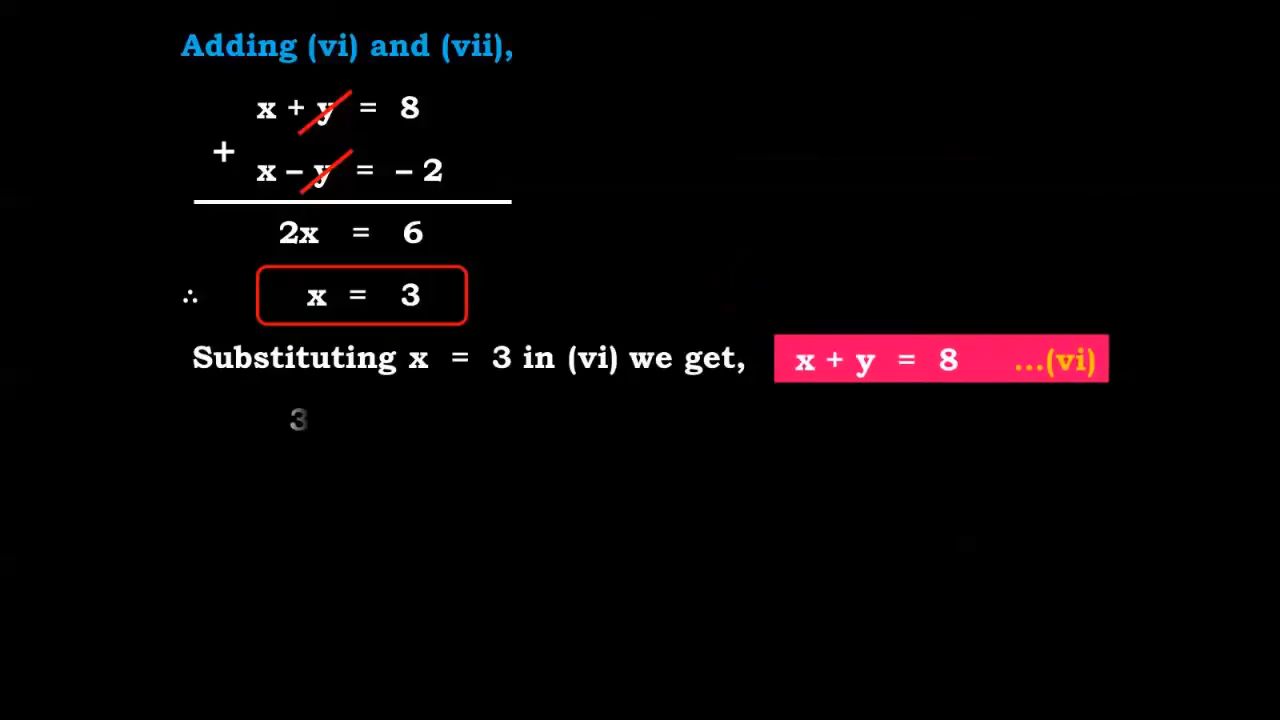 Adding (vi) and (vii),
x + y = 8
+
x – y = – 2
2x = 6
∴ x = 3
Substituting x = 3 in (vi) we get, x + y = 8 ...(vi)
3